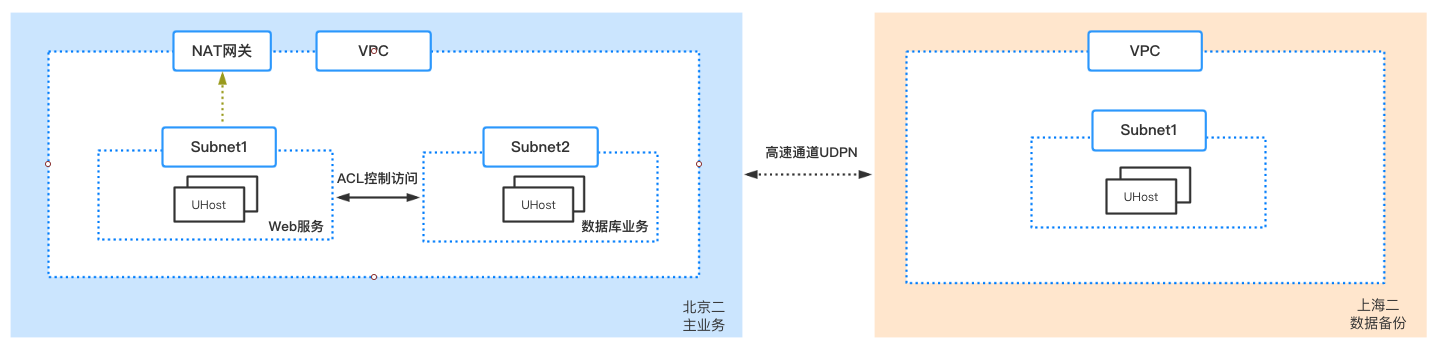 NAT网关
VPC
Subnet1
UHost
Web服务
ACL控制访问
Subnet2
UHost
数据库业务
北京二
主业务
高速通道UDPN
VPC
Subnet1
UHost
上海二
数据备份